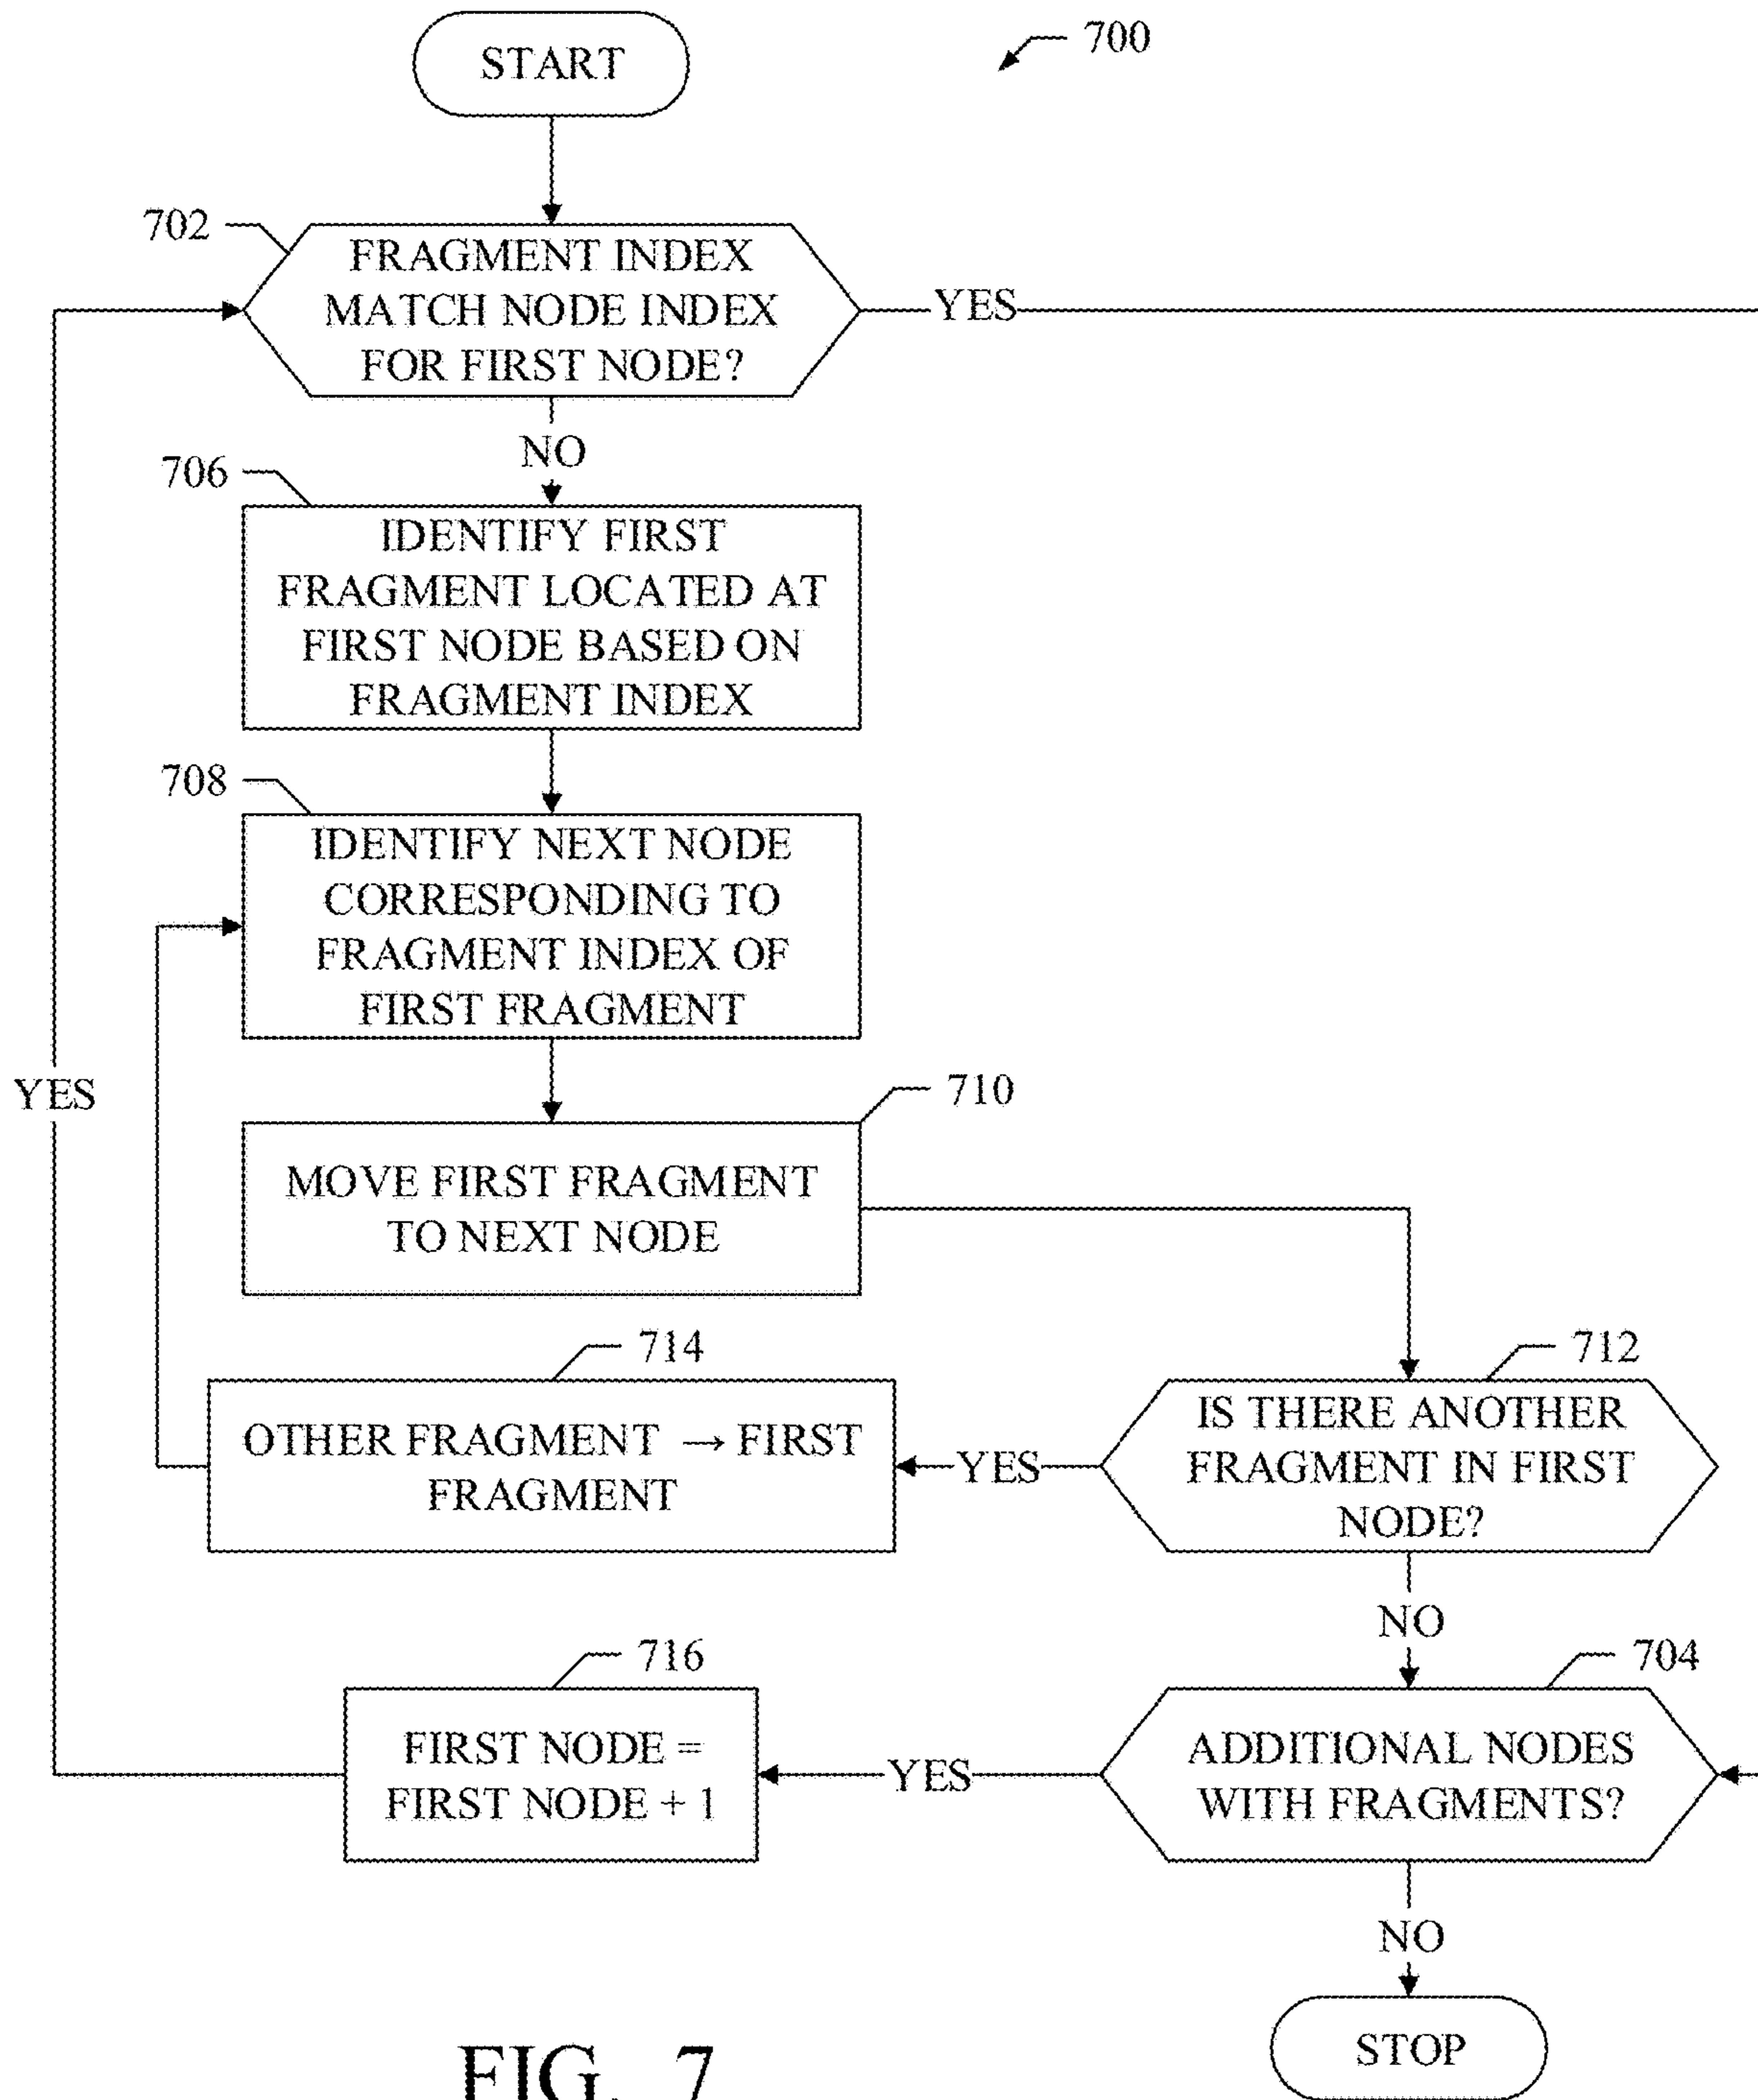 START
700
702
FRAGMENT INDEX
MATCH NODE INDEX
FOR FIRST NODE?
YES
NO
706
IDENTIFY FIRST
FRAGMENT LOCATED AT
FIRST NODE BASED ON
FRAGMENT INDEX
708
IDENTIFY NEXT NODE
CORRESPONDING TO
FRAGMENT INDEX OF
FIRST FRAGMENT
YES
710
MOVE FIRST FRAGMENT
TO NEXT NODE
714
OTHER FRAGMENT → FIRST
FRAGMENT
YES
712
IS THERE ANOTHER
FRAGMENT IN FIRST
NODE?
NO
716
FIRST NODE =
FIRST NODE + 1
YES
704
ADDITIONAL NODES
WITH FRAGMENTS?
NO
STOP
FIG. 7